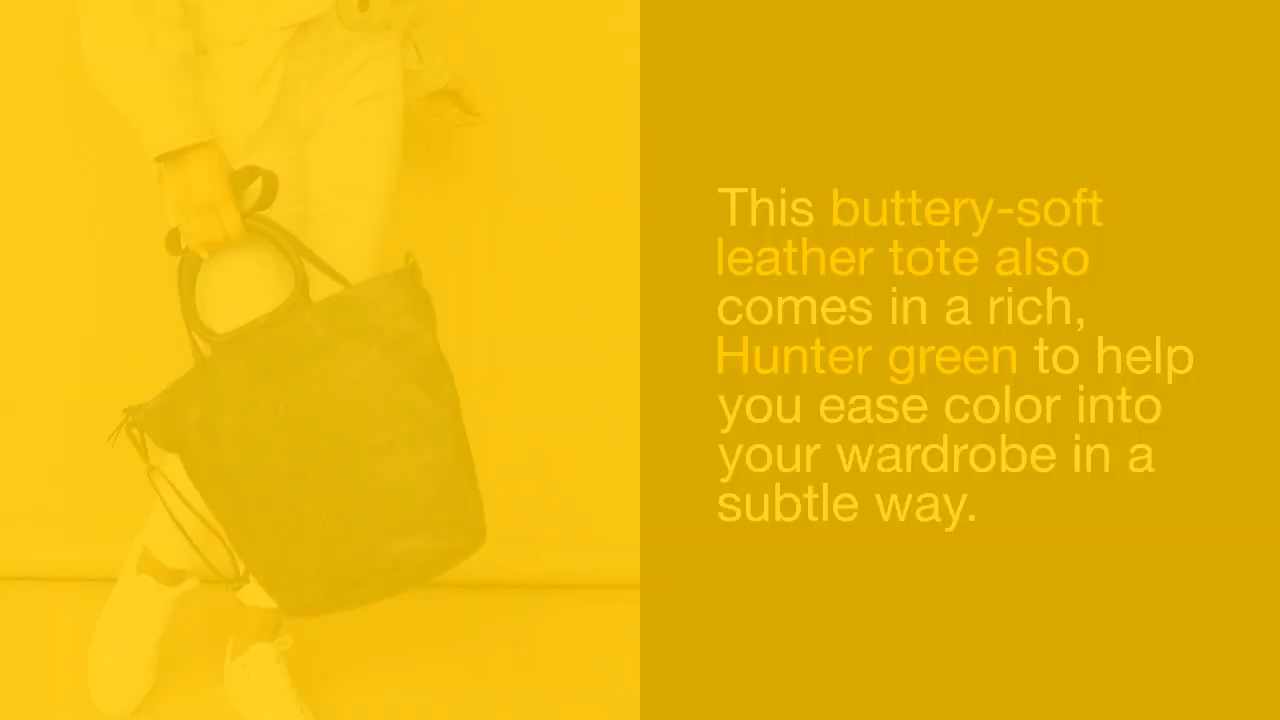 This buttery-soft
leather tote also
comes in a rich,
Hunter green to help
you ease color into
your wardrobe in a
subtle way.